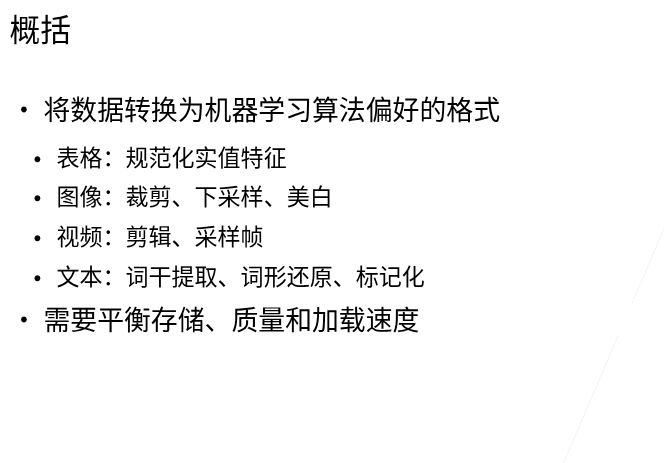 概括
• 将数据转换为机器学习算法偏好的格式
• 表格：规范化实值特征
• 图像：裁剪、下采样、美白
• 视频：剪辑、采样帧
• 文本：词干提取、词形还原、标记化
• 需要平衡存储、质量和加载速度